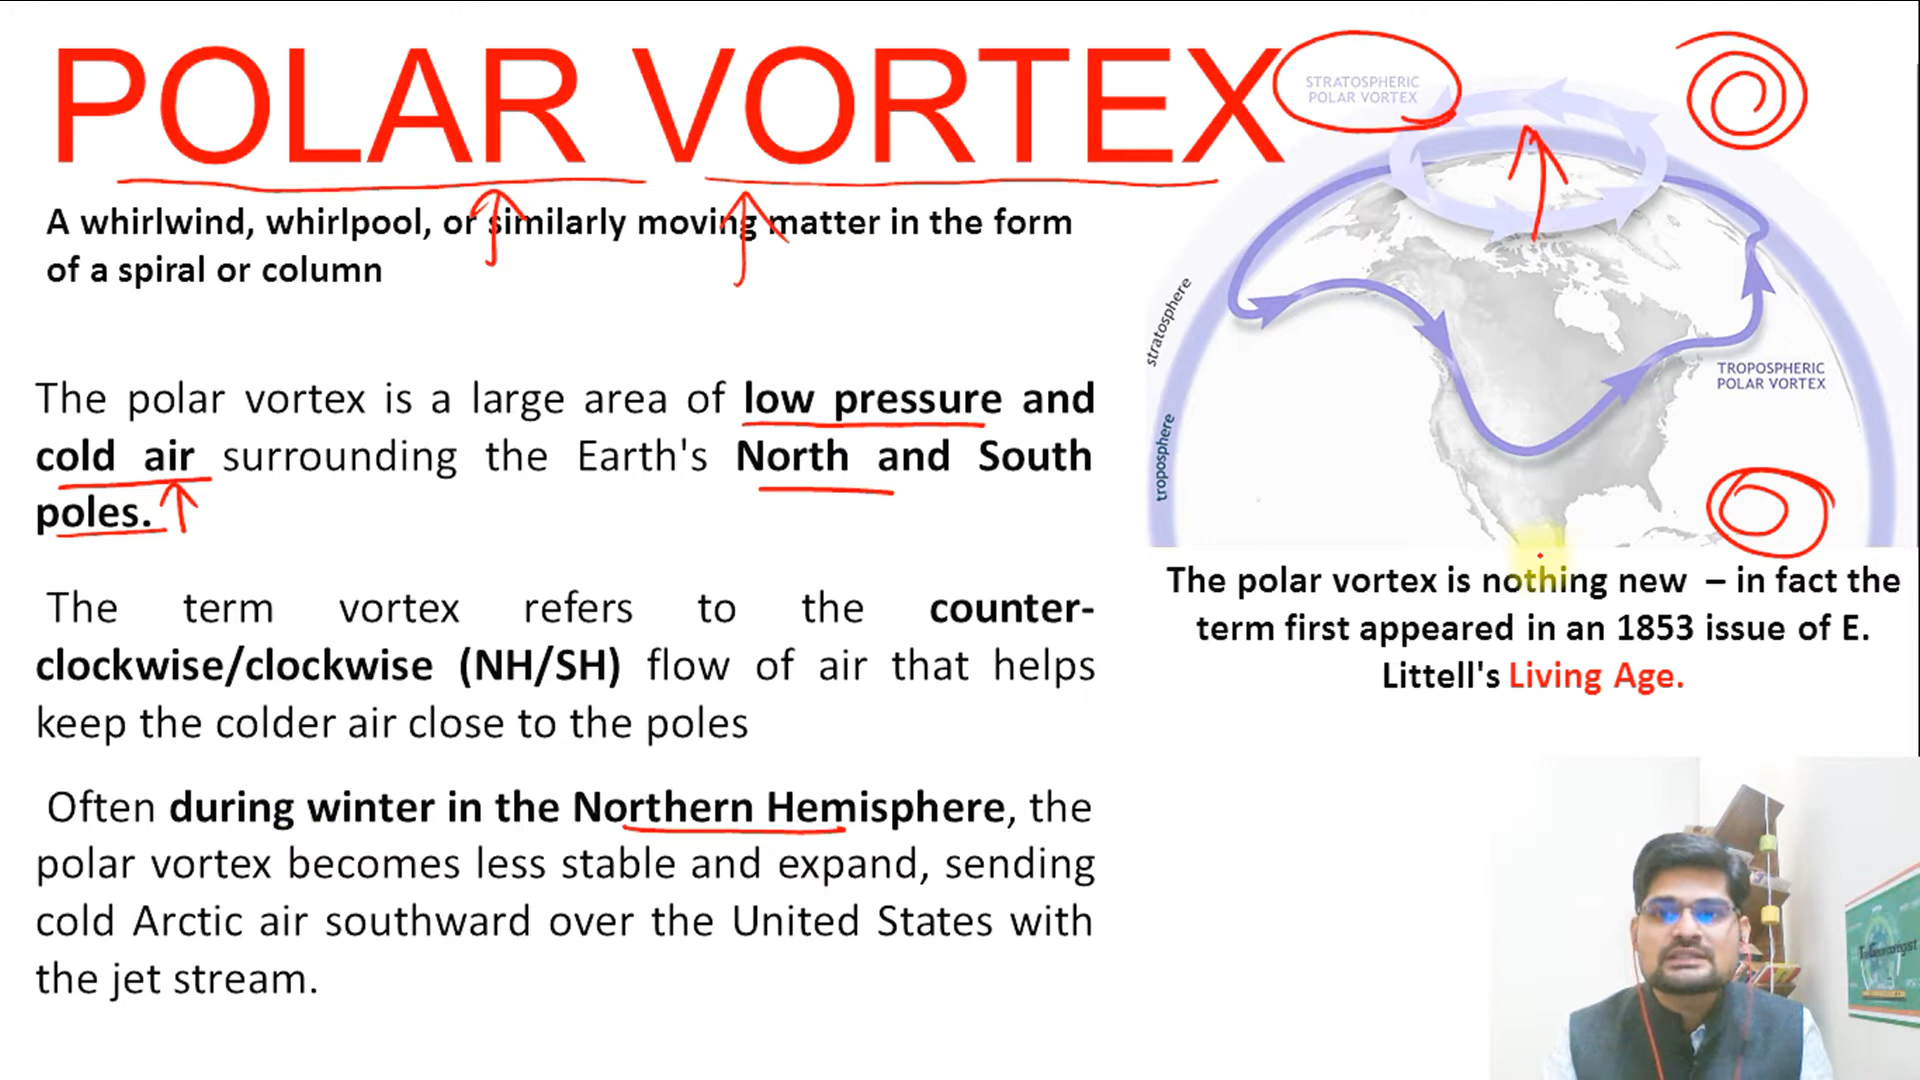 POLAR VORTEX
A whirlwind, whirlpool, or similarly moving matter in the form
of a spiral or column
The polar vortex is a large area of low pressure and
cold air surrounding the Earth's North and South
poles.
The term vortex refers to the counter-
clockwise/clockwise (NH/SH) flow of air that helps
keep the colder air close to the poles
Often during winter in the Northern Hemisphere, the
polar vortex becomes less stable and expand, sending
cold Arctic air southward over the United States with
the jet stream.
STRATOSPHERIC
POLAR VORTEX
stratosphere
troposphere
TROPOSPHERIC
POLAR VORTEX
The polar vortex is nothing new – in fact the
term first appeared in an 1853 issue of E.
Littell's Living Age.